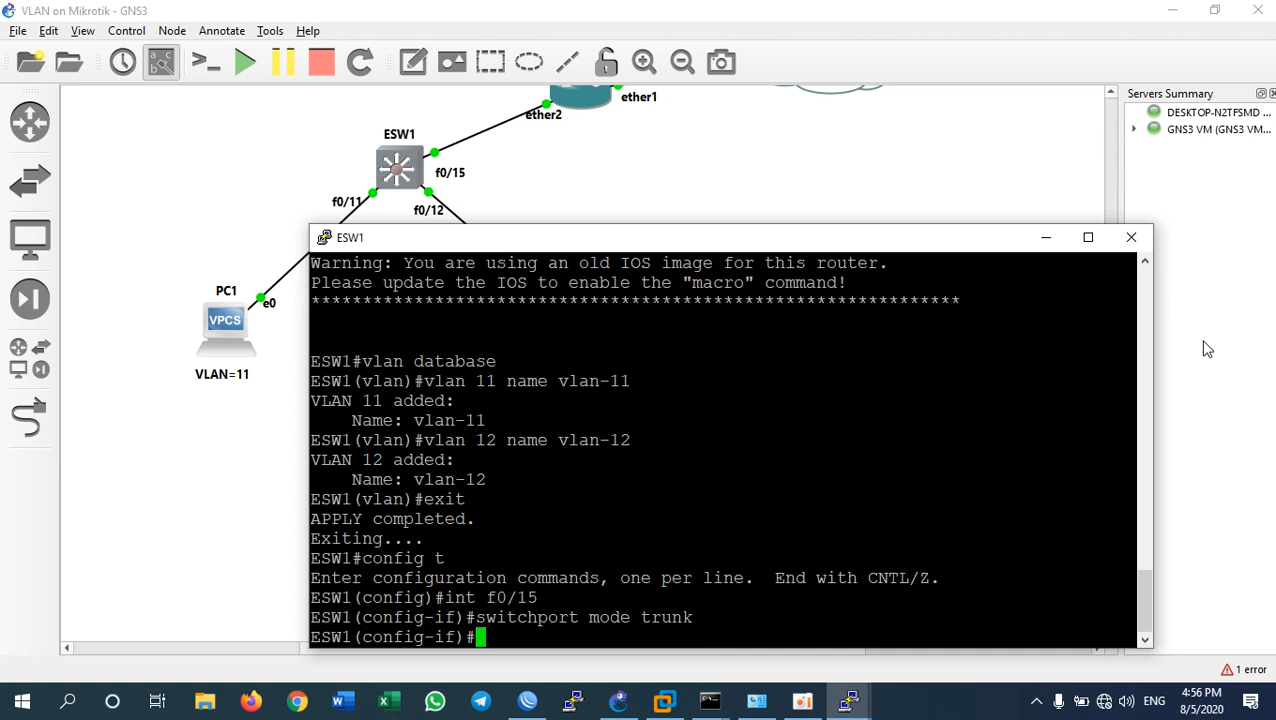 VLAN on Mikrotik - GNS3
File Edit View Control Node Annotate Tools Help
ether1
ether2
ESW1
f0/15
f0/11
f0/12
PC1
e0
VPCS
VLAN=11
Servers Summary
DESKTOP-N2TFSMD ...
GNS3 VM (GNS3 VM...
ESW1
Warning: You are using an old IOS image for this router.
Please update the IOS to enable the "macro" command!
***************************************************************
ESW1#vlan database
ESW1(vlan)#vlan 11 name vlan-11
VLAN 11 added:
    Name: vlan-11
ESW1(vlan)#vlan 12 name vlan-12
VLAN 12 added:
    Name: vlan-12
ESW1(vlan)#exit
APPLY completed.
Exiting....
ESW1#config t
Enter configuration commands, one per line.  End with CNTL/Z.
ESW1(config)#int f0/15
ESW1(config-if)#switchport mode trunk
ESW1(config-if)#
1 error
ENG
4:56 PM
8/5/2020